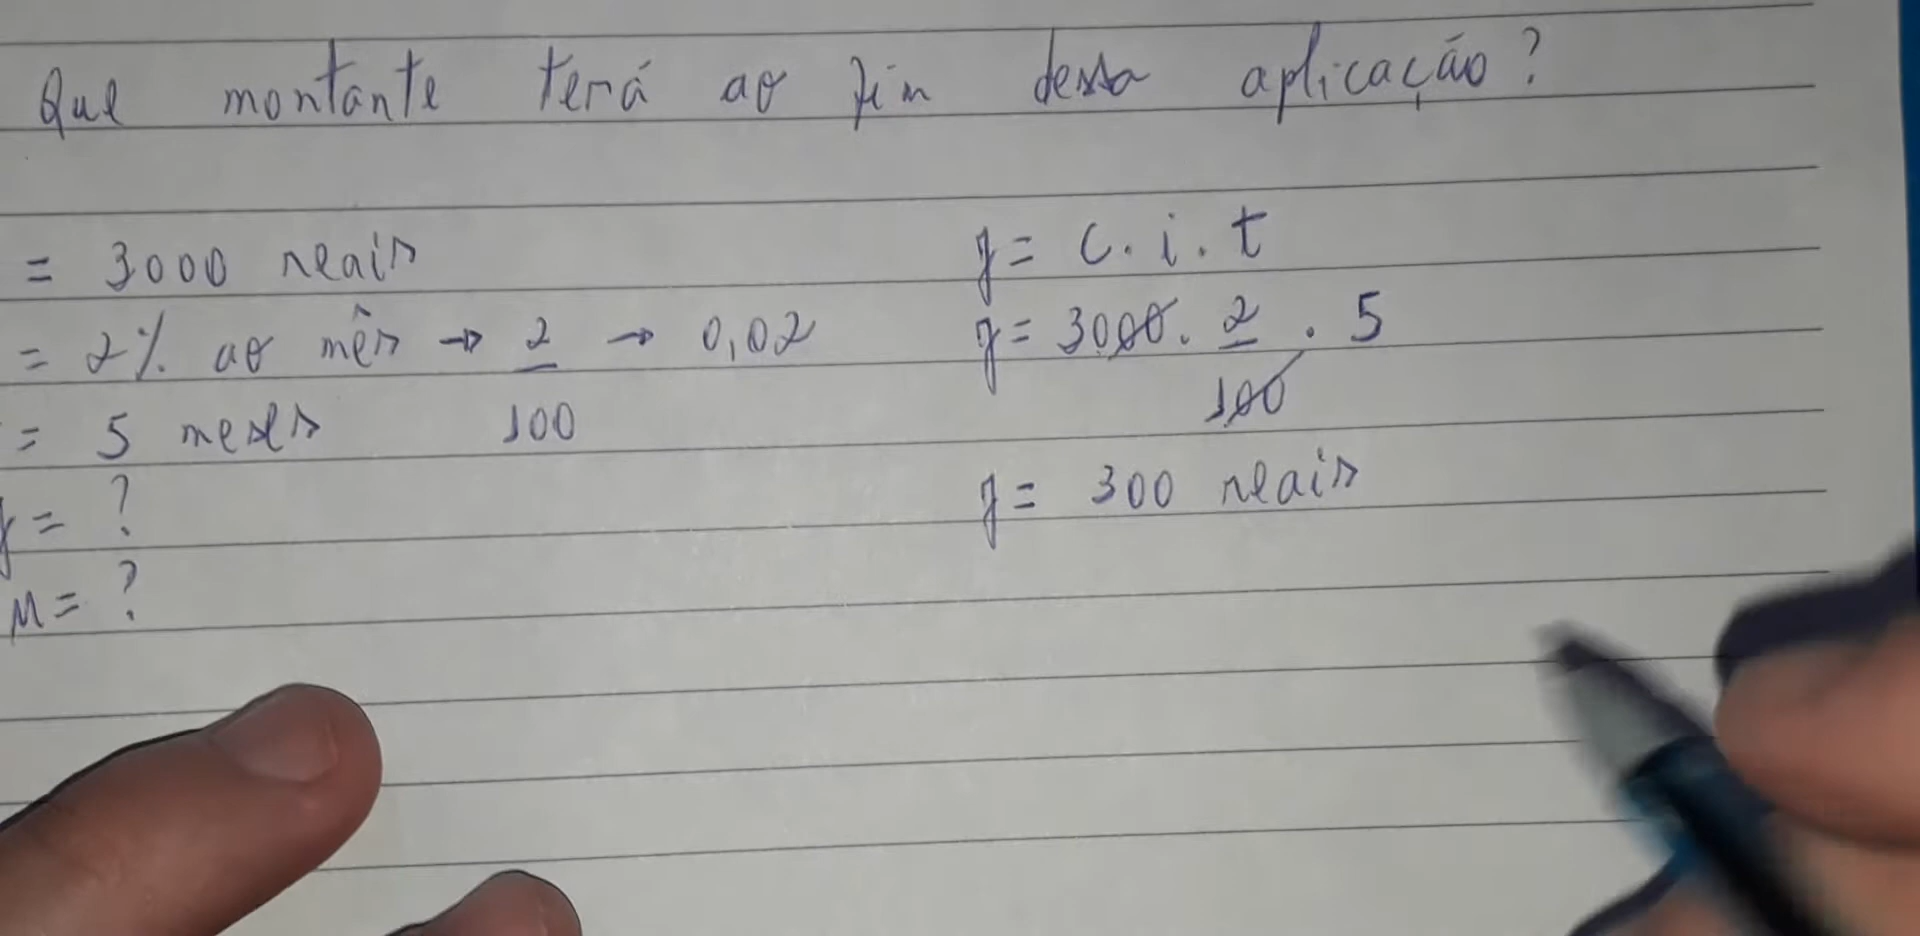 Que montante terá ao fim dessa aplicação?
= 3000 reais
= 2% ao mês → 2/100 → 0,02
= 5 meses
j = ?
M = ?
j = C . i . t
j = 3000 . 2/100 . 5
j = 300 reais